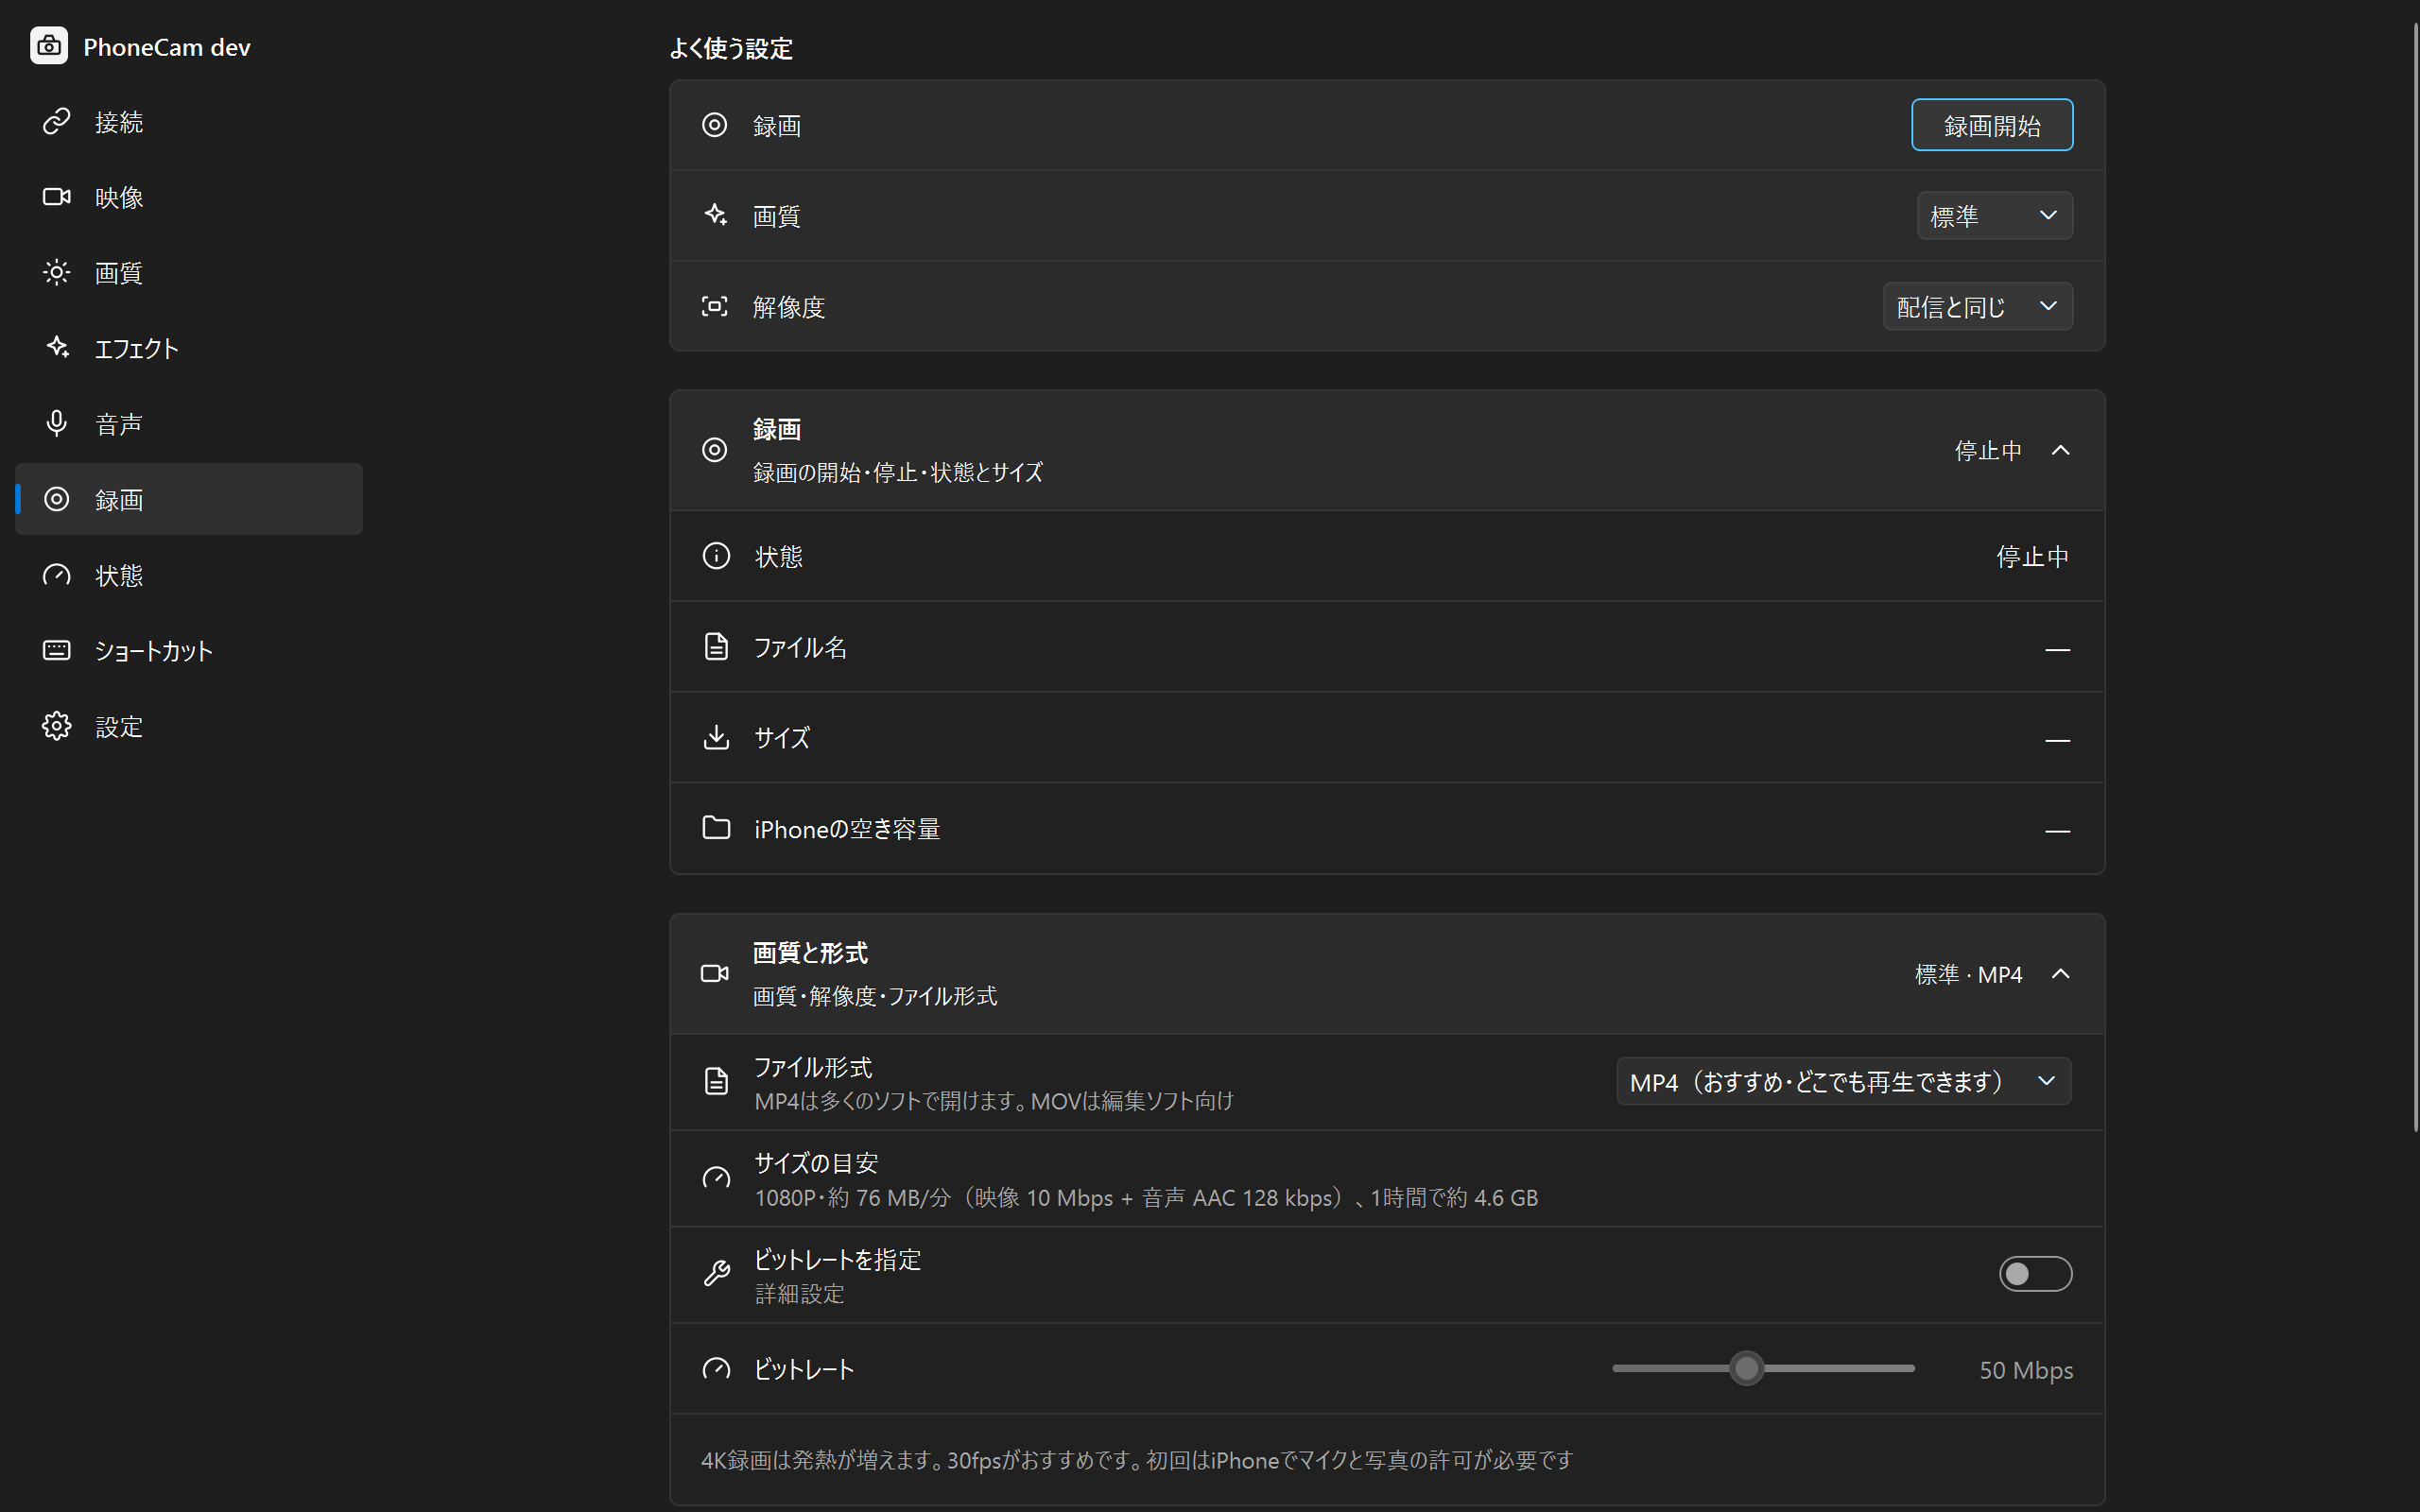 PhoneCam dev
接続
映像
画質
エフェクト
音声
録画
状態
ショートカット
設定
よく使う設定
録画
録画開始
画質
標準
解像度
配信と同じ
録画
録画の開始・停止・状態とサイズ
停止中
状態
停止中
ファイル名
—
サイズ
—
iPhoneの空き容量
—
画質と形式
画質・解像度・ファイル形式
標準 · MP4
ファイル形式
MP4は多くのソフトで開けます。MOVは編集ソフト向け
MP4（おすすめ・どこでも再生できます）
サイズの目安
1080P・約 76 MB/分（映像 10 Mbps + 音声 AAC 128 kbps）、1時間で約 4.6 GB
ビットレートを指定
詳細設定
ビットレート
50 Mbps
4K録画は発熱が増えます。30fpsがおすすめです。初回はiPhoneでマイクと写真の許可が必要です